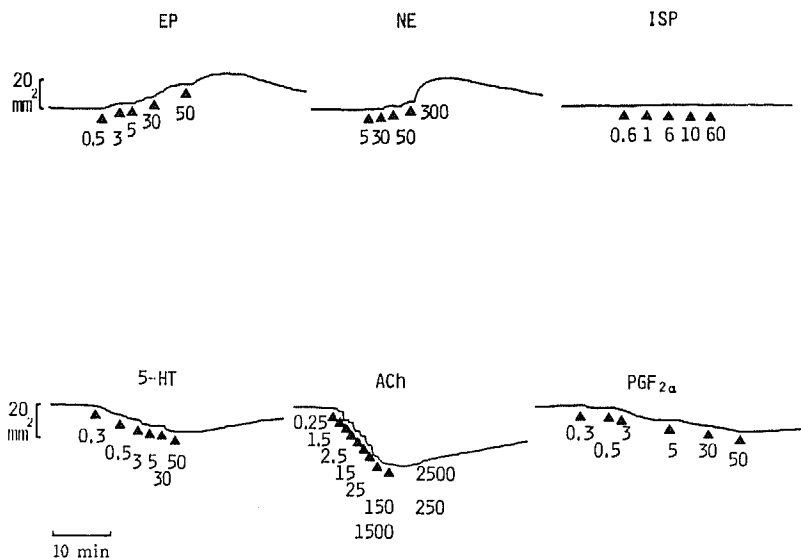 EP
NE
ISP
20
mm²
0.5 3 5 30 50
5 30 50 300
0.6 1 6 10 60
5-HT
ACh
PGF₂α
20
mm²
0.3 0.5 3 5 50
30
0.25
1.5
2.5
15 2500
25
150 250
1500
0.3 0.5 3 5 30 50
10 min